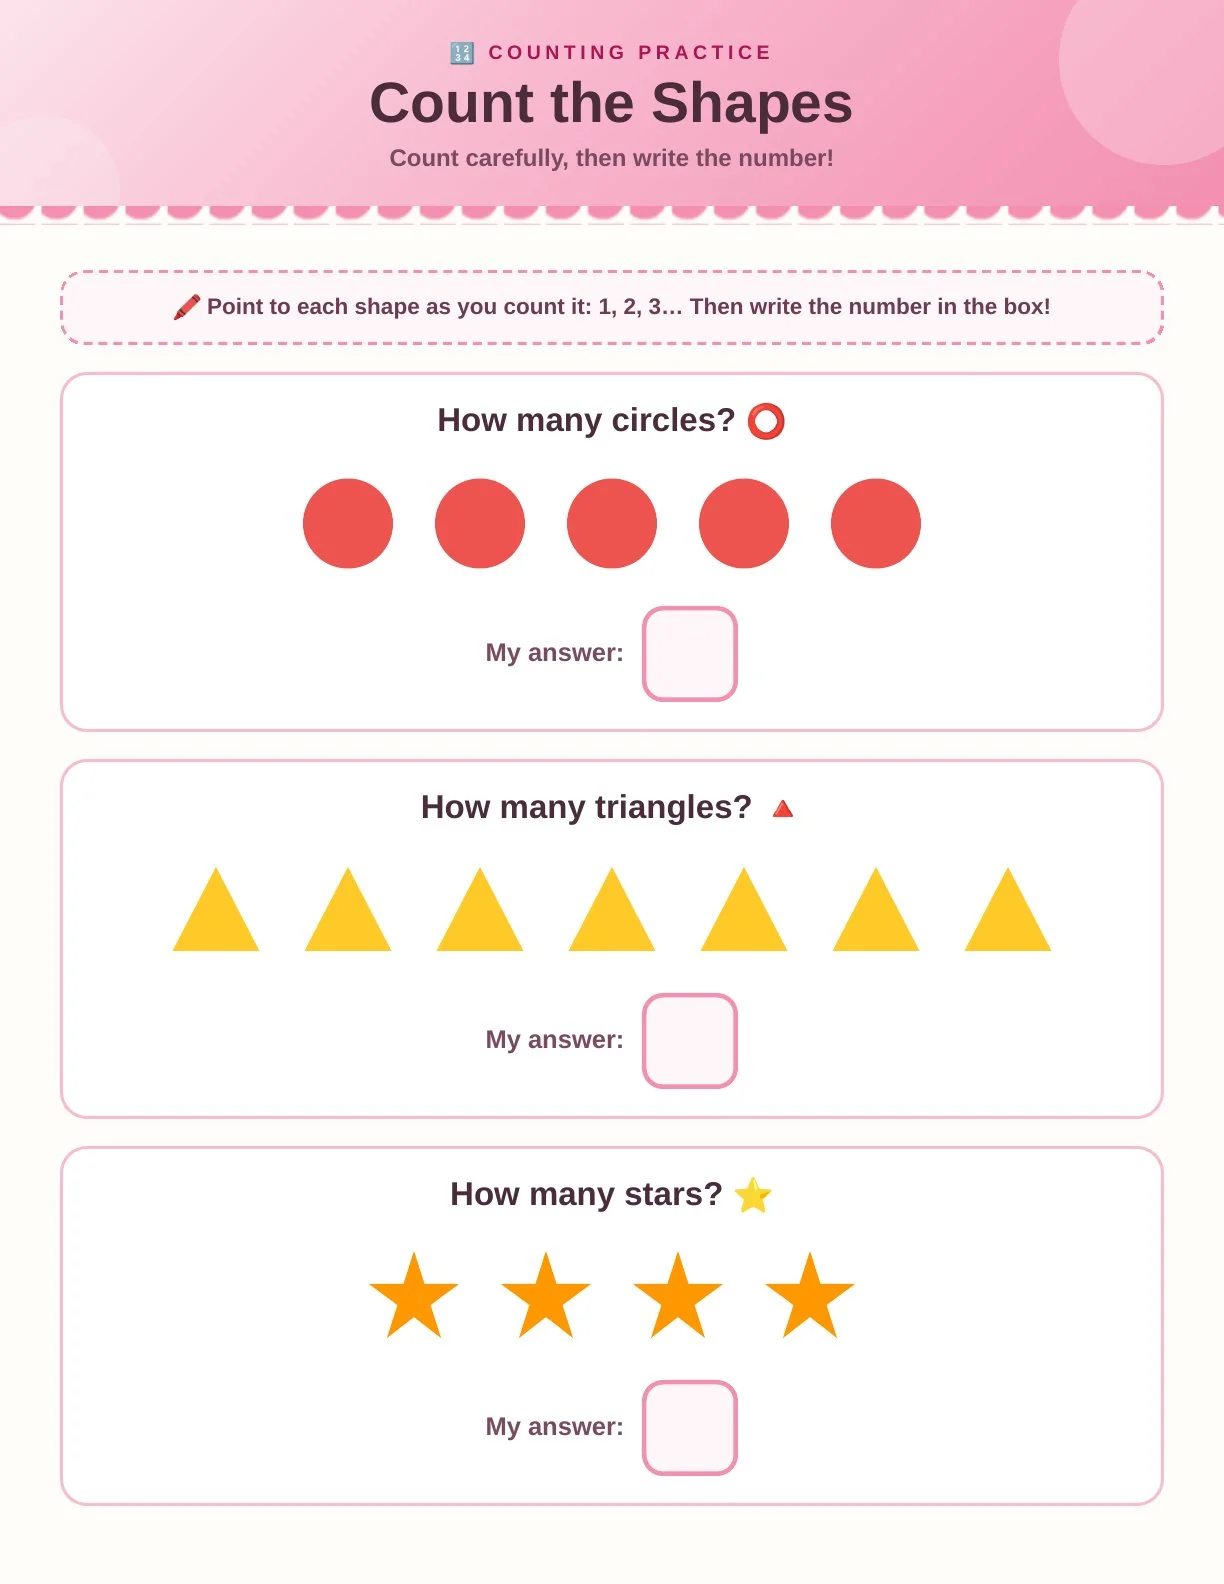 🔢 COUNTING PRACTICE
Count the Shapes
Count carefully, then write the number!
🖍️ Point to each shape as you count it: 1, 2, 3… Then write the number in the box!
How many circles? ⭕
My answer:
How many triangles? 🔺
My answer:
How many stars? ⭐
My answer: